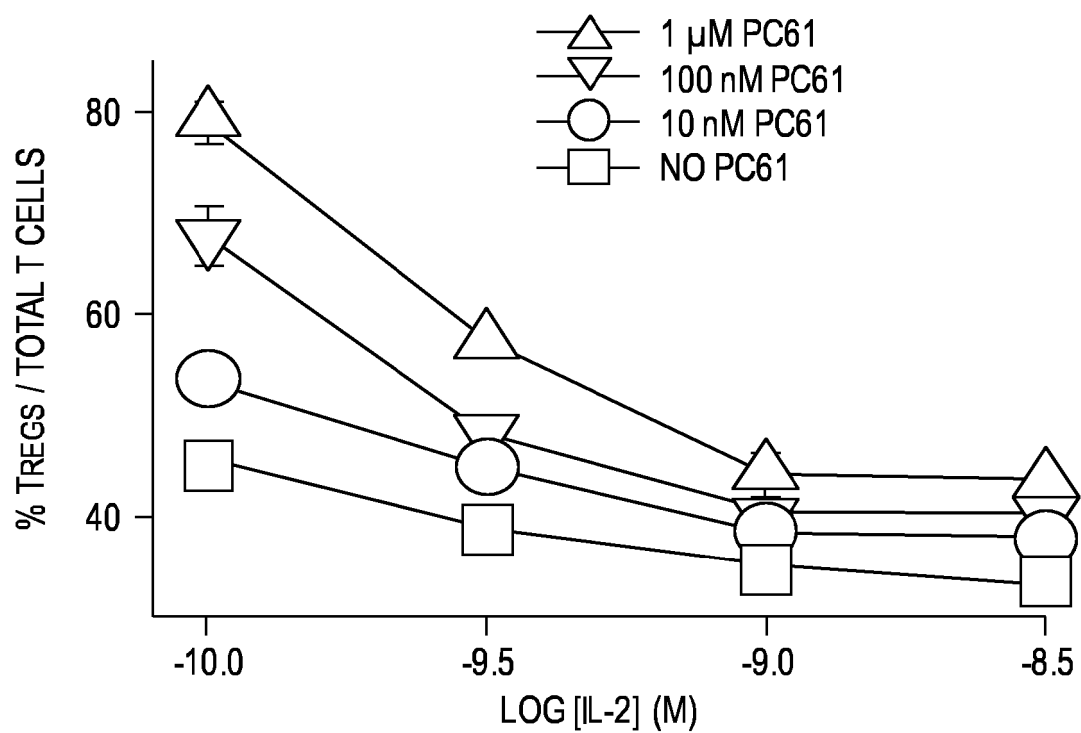 1 µM PC61
100 nM PC61
10 nM PC61
NO PC61
80
60
40
% TREGS / TOTAL T CELLS
-10.0
-9.5
-9.0
-8.5
LOG [IL-2] (M)